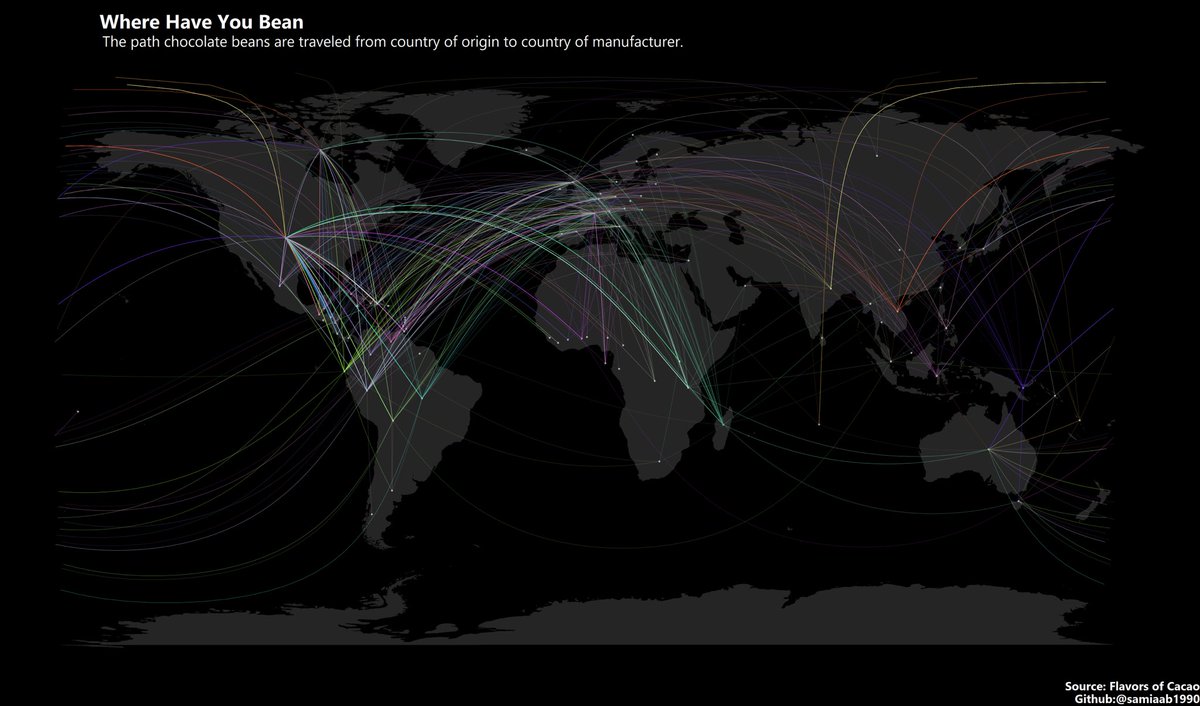 Where Have You Bean
The path chocolate beans are traveled from country of origin to country of manufacturer.
Source: Flavors of Cacao
Github:@samiaab1990